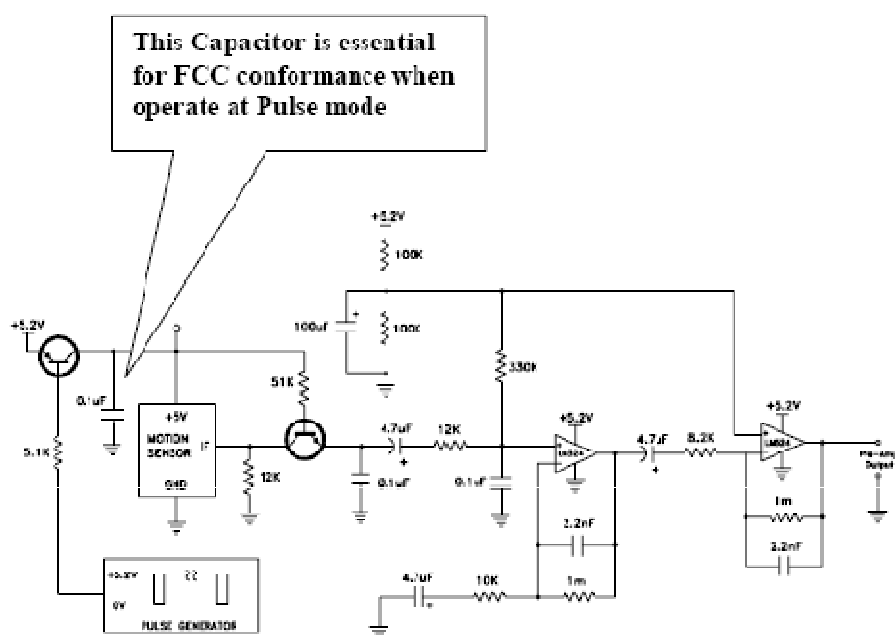 This Capacitor is essential
for FCC conformance when
operate at Pulse mode
+5.2V
100K
100uF
+
100K
330K
+5.2V
0.1uF
5.1K
+5V
MOTION
SENSOR
IF
GND
12K
51K
4.7uF
+
12K
0.1uF
0.1uF
+5.2V
LM324
4.7uF
+
8.2K
+5.2V
LM324
Output
1m
2.2nF
2.2nF
1m
4.7uF
+
10K
+5.2V
0V
PULSE GENERATOR